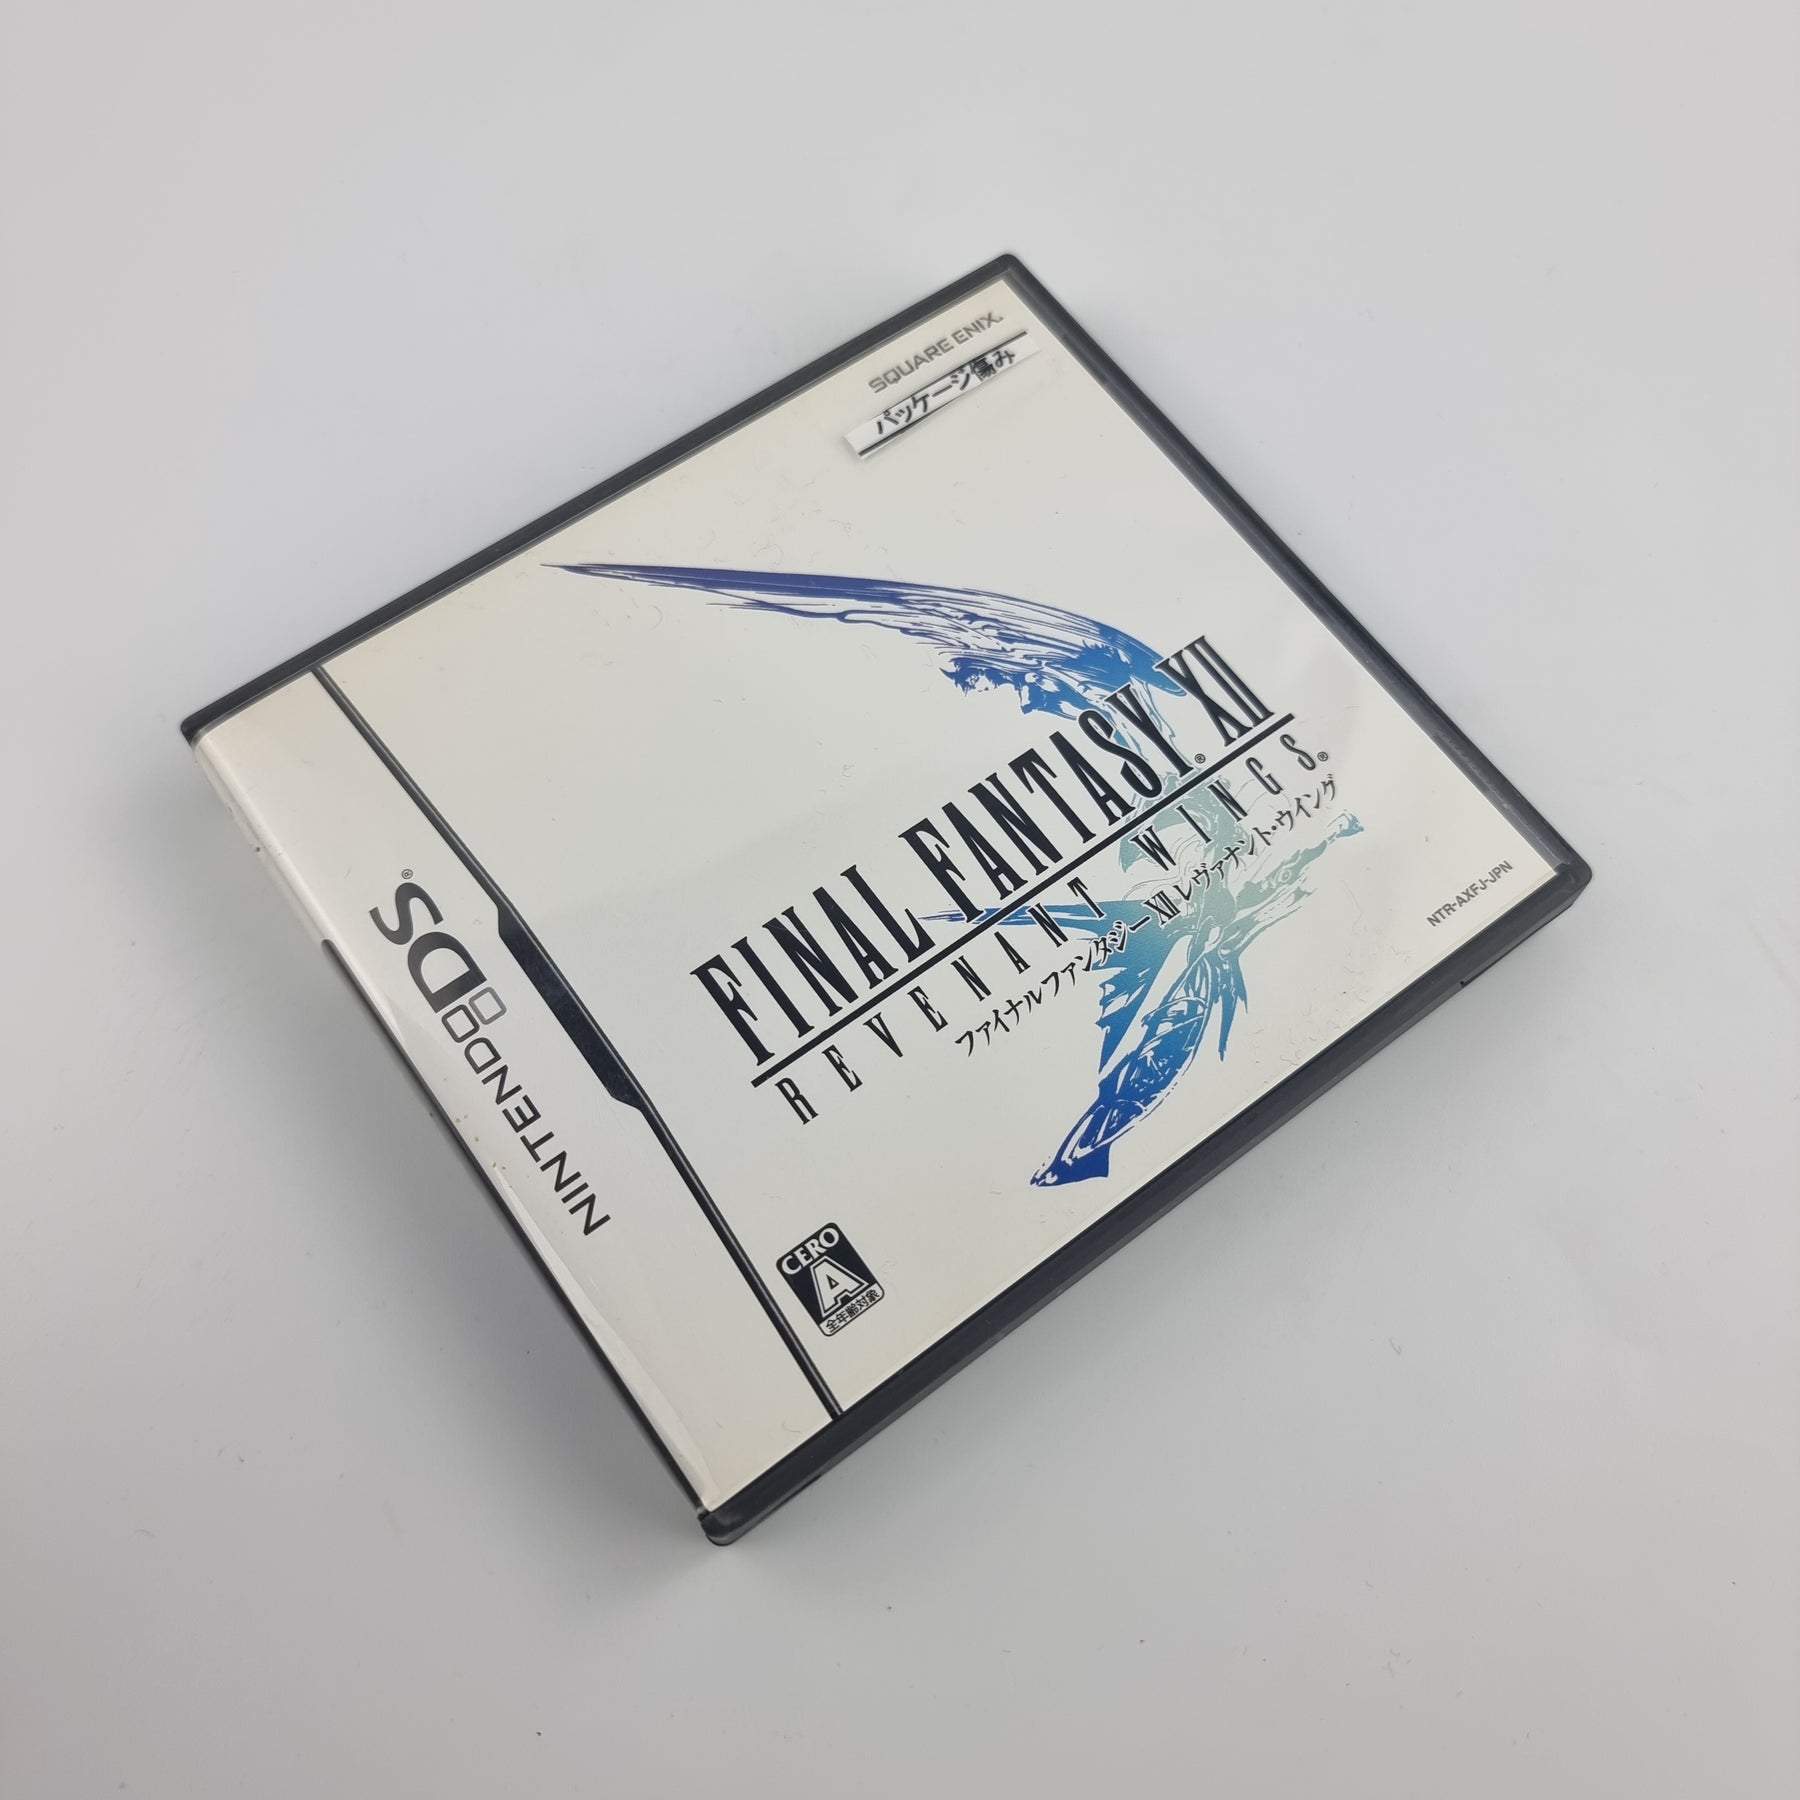 SQUARE ENIX.
パッケージ傷み
FINAL FANTASY® XII
REVENANT WINGS®
ファイナルファンタジーXII レヴァナント・ウイング
NTR-AXFJ-JPN
NINTENDO DS®
CERO
A
全年齢対象